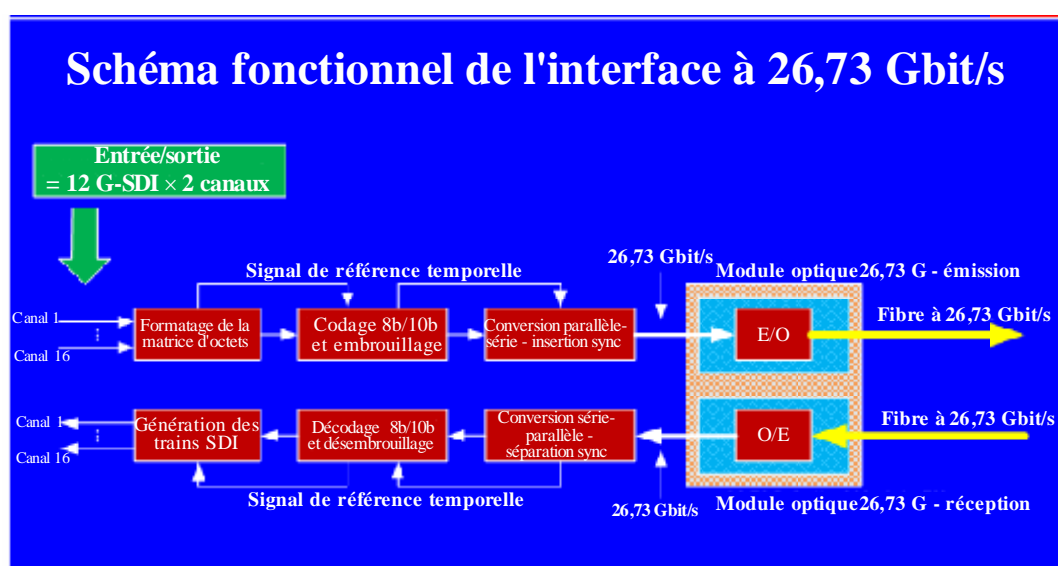 Schéma fonctionnel de l'interface à 26,73 Gbit/s
Entrée/sortie
= 12 G-SDI × 2 canaux
Signal de référence temporelle
26,73 Gbit/s
Module optique26,73 G - émission
Canal 1
Canal 16
Formatage de la
matrice d'octets
Codage 8b/10b
et embrouillage
Conversion parallèle-
série - insertion sync
E/O
Fibre à 26,73 Gbit/s
Canal 1
Canal 16
Génération des
trains SDI
Décodage 8b/10b
et désembrouillage
Conversion série-
parallèle -
séparation sync
O/E
Fibre à 26,73 Gbit/s
Signal de référence temporelle
26,73 Gbit/s
Module optique26,73 G - réception